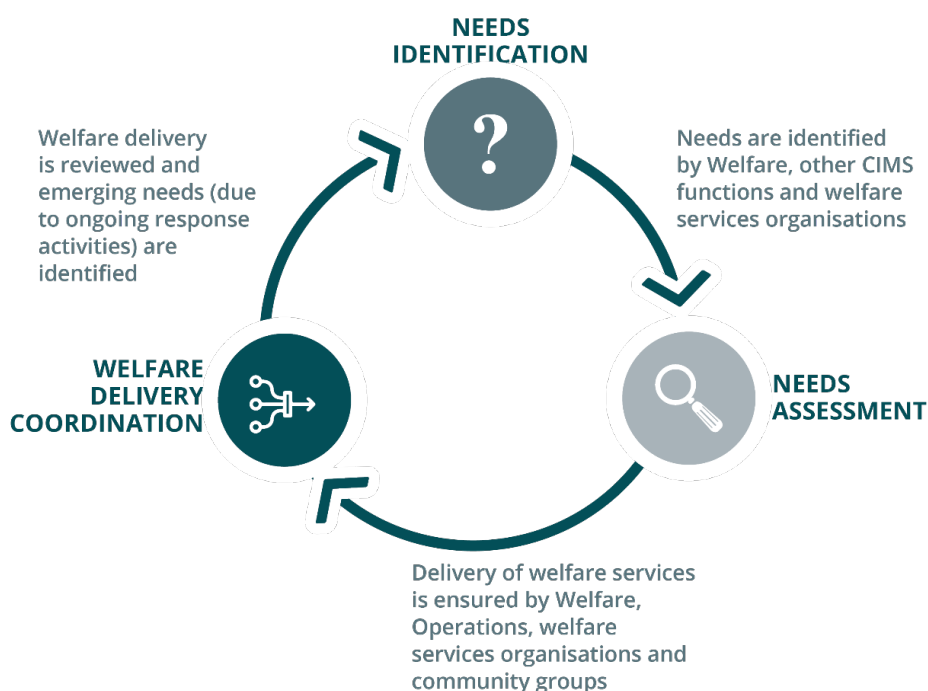 NEEDS
IDENTIFICATION
?
Welfare delivery
is reviewed and
emerging needs (due
to ongoing response
activities) are
identified
Needs are identified
by Welfare, other CIMS
functions and welfare
services organisations
WELFARE
DELIVERY
COORDINATION
NEEDS
ASSESSMENT
Delivery of welfare services
is ensured by Welfare,
Operations, welfare
services organisations and
community groups